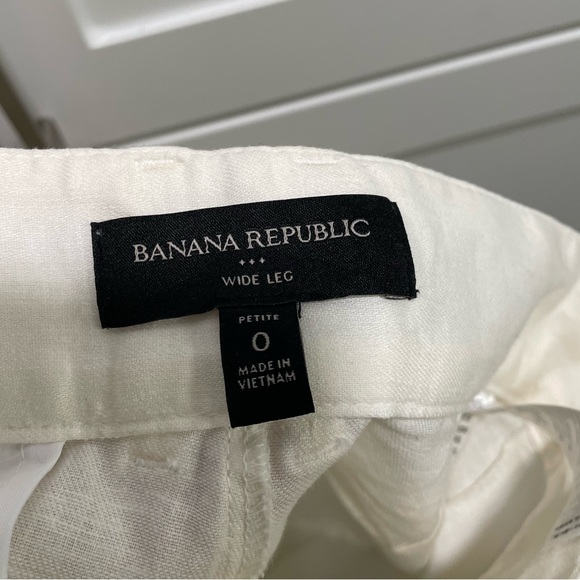 BANANA REPUBLIC
WIDE LEG
PETITE
0
MADE IN
VIETNAM